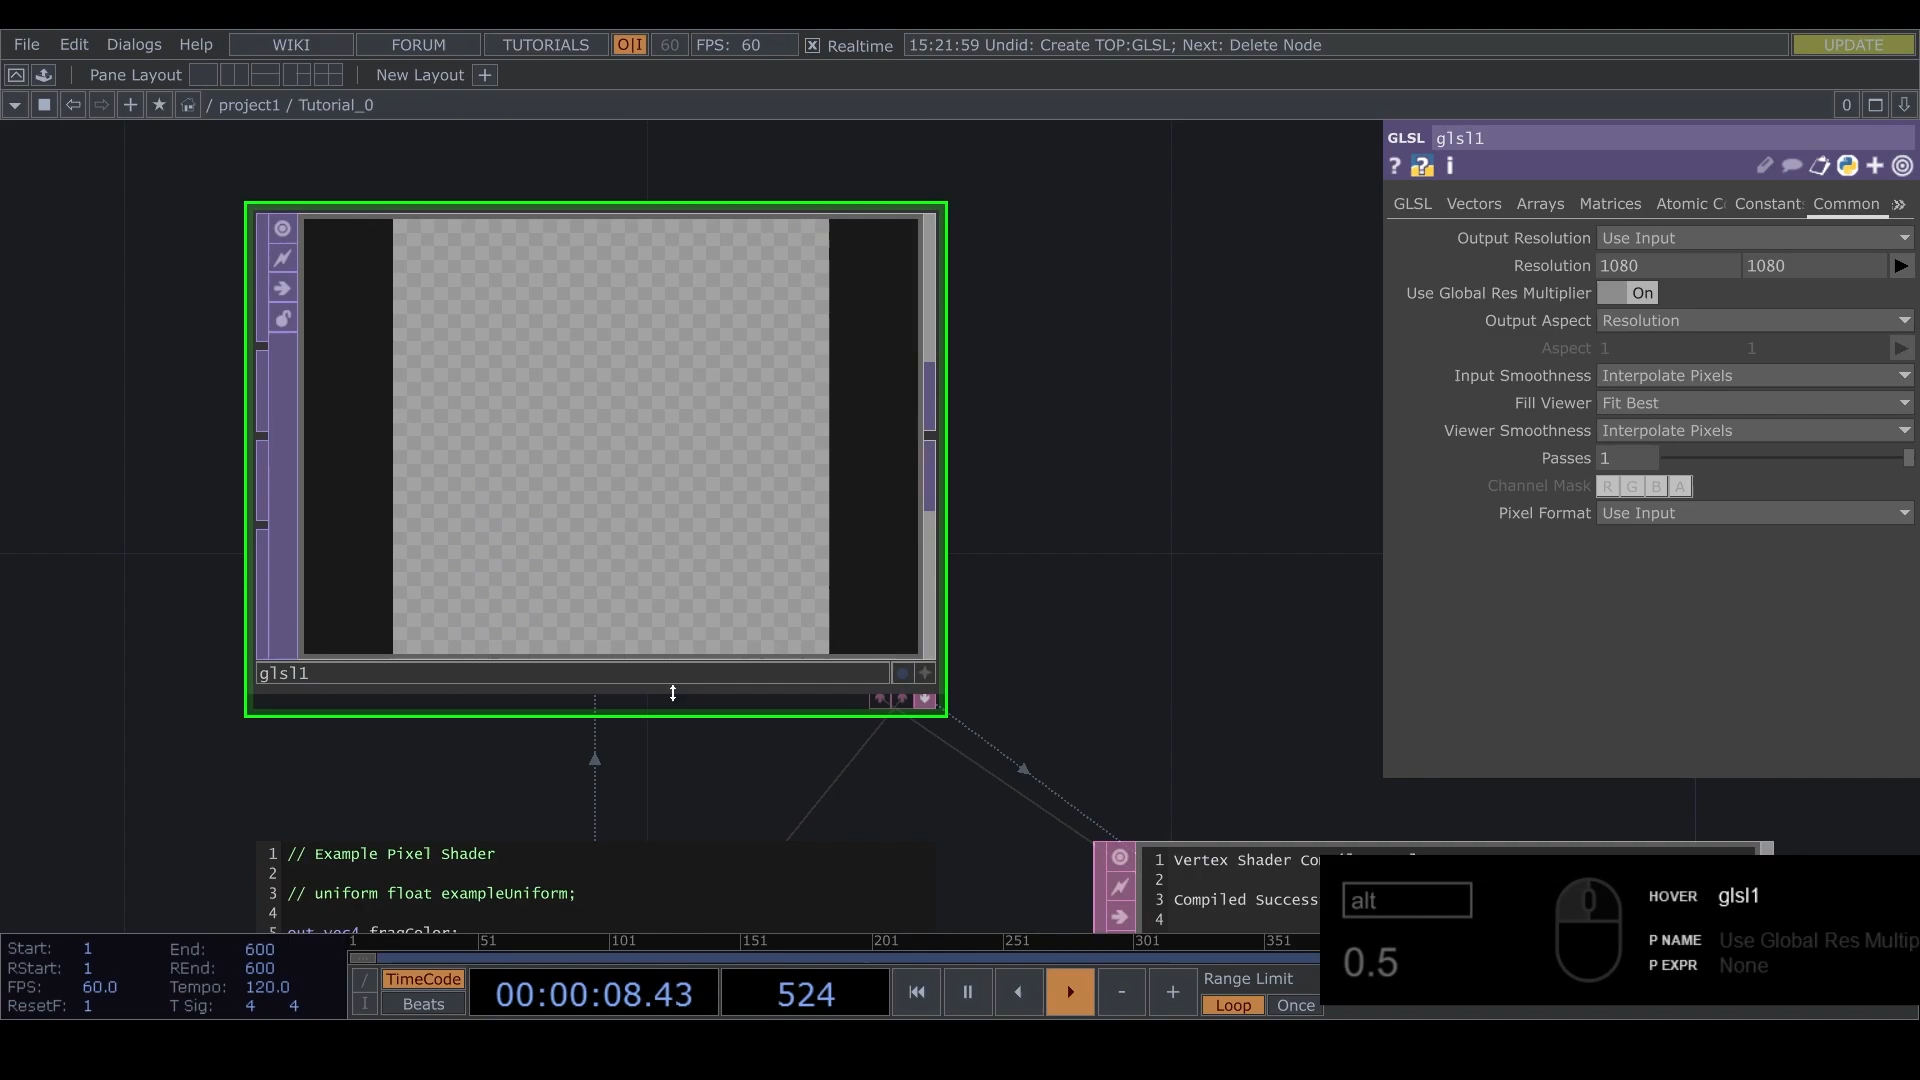 File Edit Dialogs Help WIKI FORUM TUTORIALS O|I 60 FPS: 60 Realtime 15:21:59 Undid: Create TOP:GLSL; Next: Delete Node UPDATE
Pane Layout New Layout +
/ project1 / Tutorial_0 0
GLSL glsl1
? ? i
GLSL Vectors Arrays Matrices Atomic C Constant Common
Output Resolution Use Input
Resolution 1080 1080
Use Global Res Multiplier On
Output Aspect Resolution
Aspect 1 1
Input Smoothness Interpolate Pixels
Fill Viewer Fit Best
Viewer Smoothness Interpolate Pixels
Passes 1
Channel Mask R G B A
Pixel Format Use Input
glsl1
1 // Example Pixel Shader
2
3 // uniform float exampleUniform;
4
5 out vec4 fragColor;
1 Vertex Shader Co
2
3 Compiled Success
4
alt
0.5
HOVER glsl1
P NAME Use Global Res Multip
P EXPR None
1 51 101 151 201 251 301 351
Start: 1 End: 600
RStart: 1 REnd: 600
FPS: 60.0 Tempo: 120.0
ResetF: 1 T Sig: 4 4
/ TimeCode
I Beats
00:00:08.43 524
- +
Range Limit
Loop Once